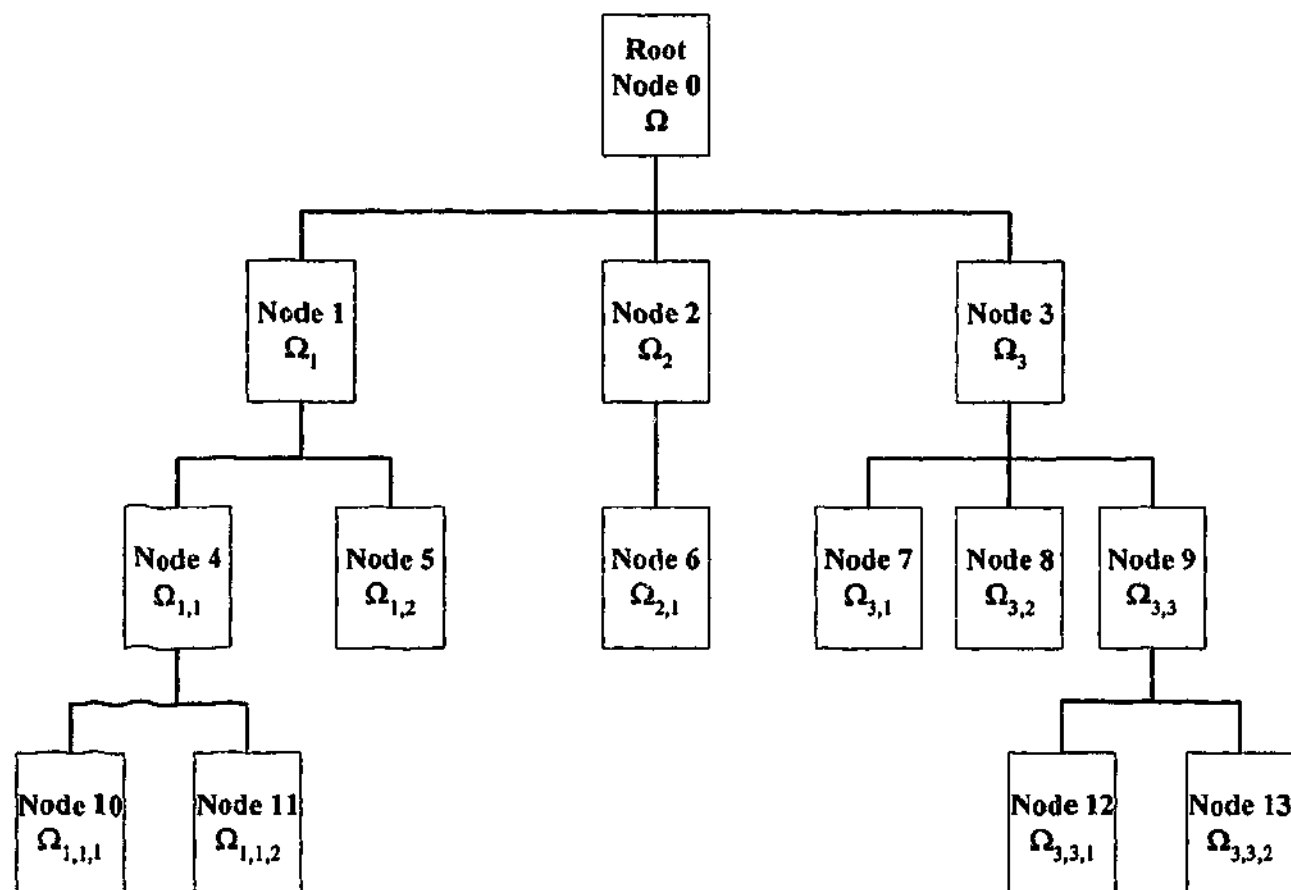 Root
Node 0
Ω
Node 1
Ω₁
Node 2
Ω₂
Node 3
Ω₃
Node 4
Ω₁,₁
Node 5
Ω₁,₂
Node 6
Ω₂,₁
Node 7
Ω₃,₁
Node 8
Ω₃,₂
Node 9
Ω₃,₃
Node 10
Ω₁,₁,₁
Node 11
Ω₁,₁,₂
Node 12
Ω₃,₃,₁
Node 13
Ω₃,₃,₂